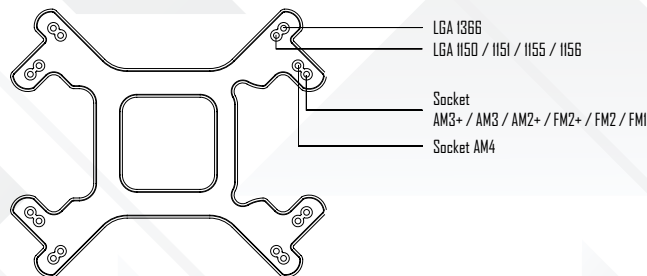 LGA 1366
LGA 1150 / 1151 / 1155 / 1156
Socket
AM3+ / AM3 / AM2+ / FM2+ / FM2 / FM1
Socket AM4